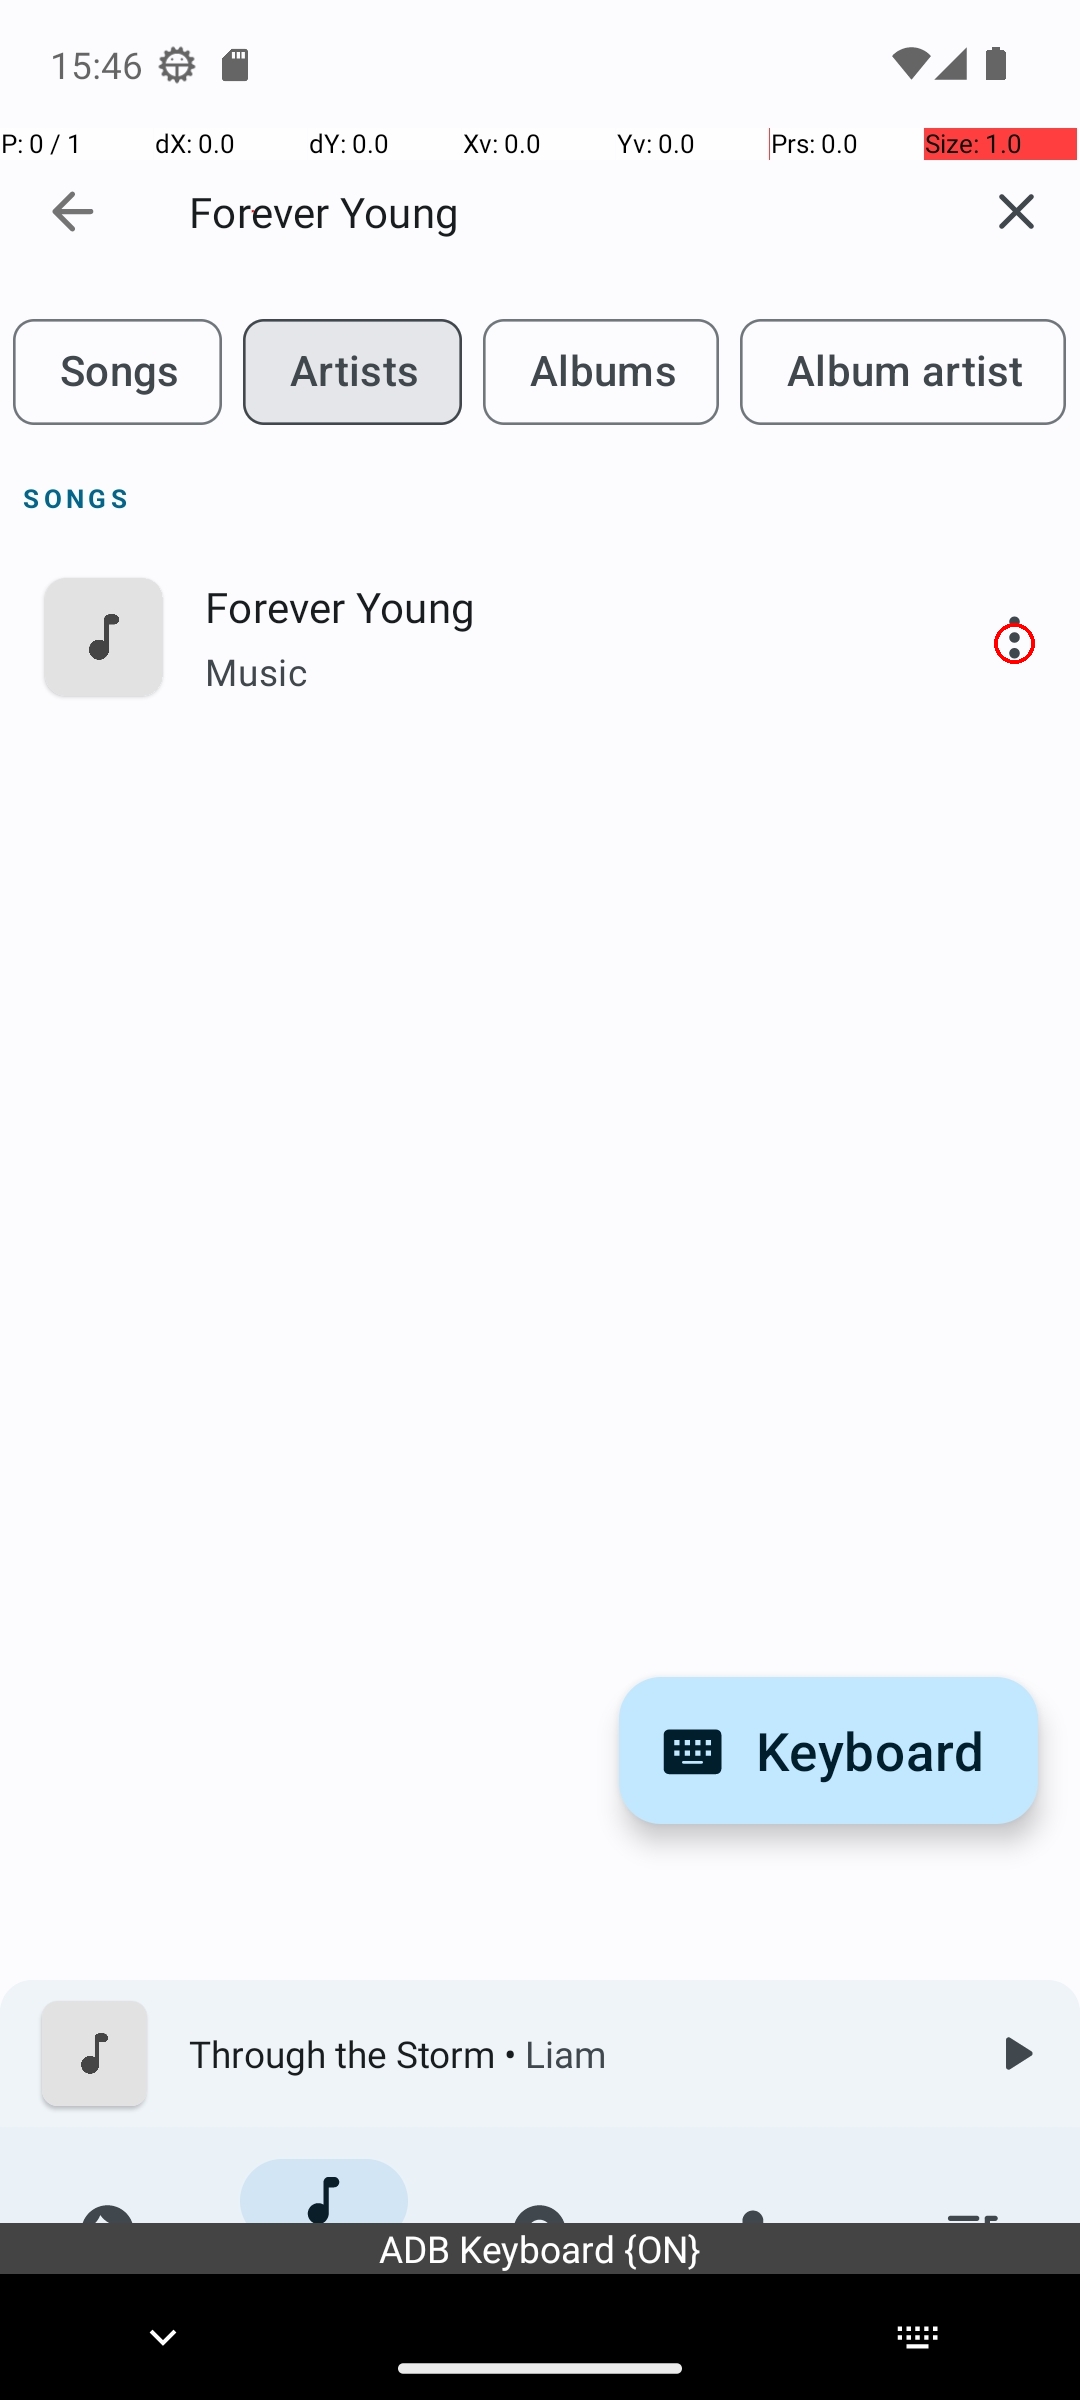 15:46
P: 0 / 1 dX: 0.0 dY: 0.0 Xv: 0.0 Yv: 0.0 Prs: 0.0 Size: 1.0
Forever Young
Songs Artists Albums Album artist
SONGS
Forever Young
Music
Keyboard
Through the Storm • Liam
ADB Keyboard {ON}